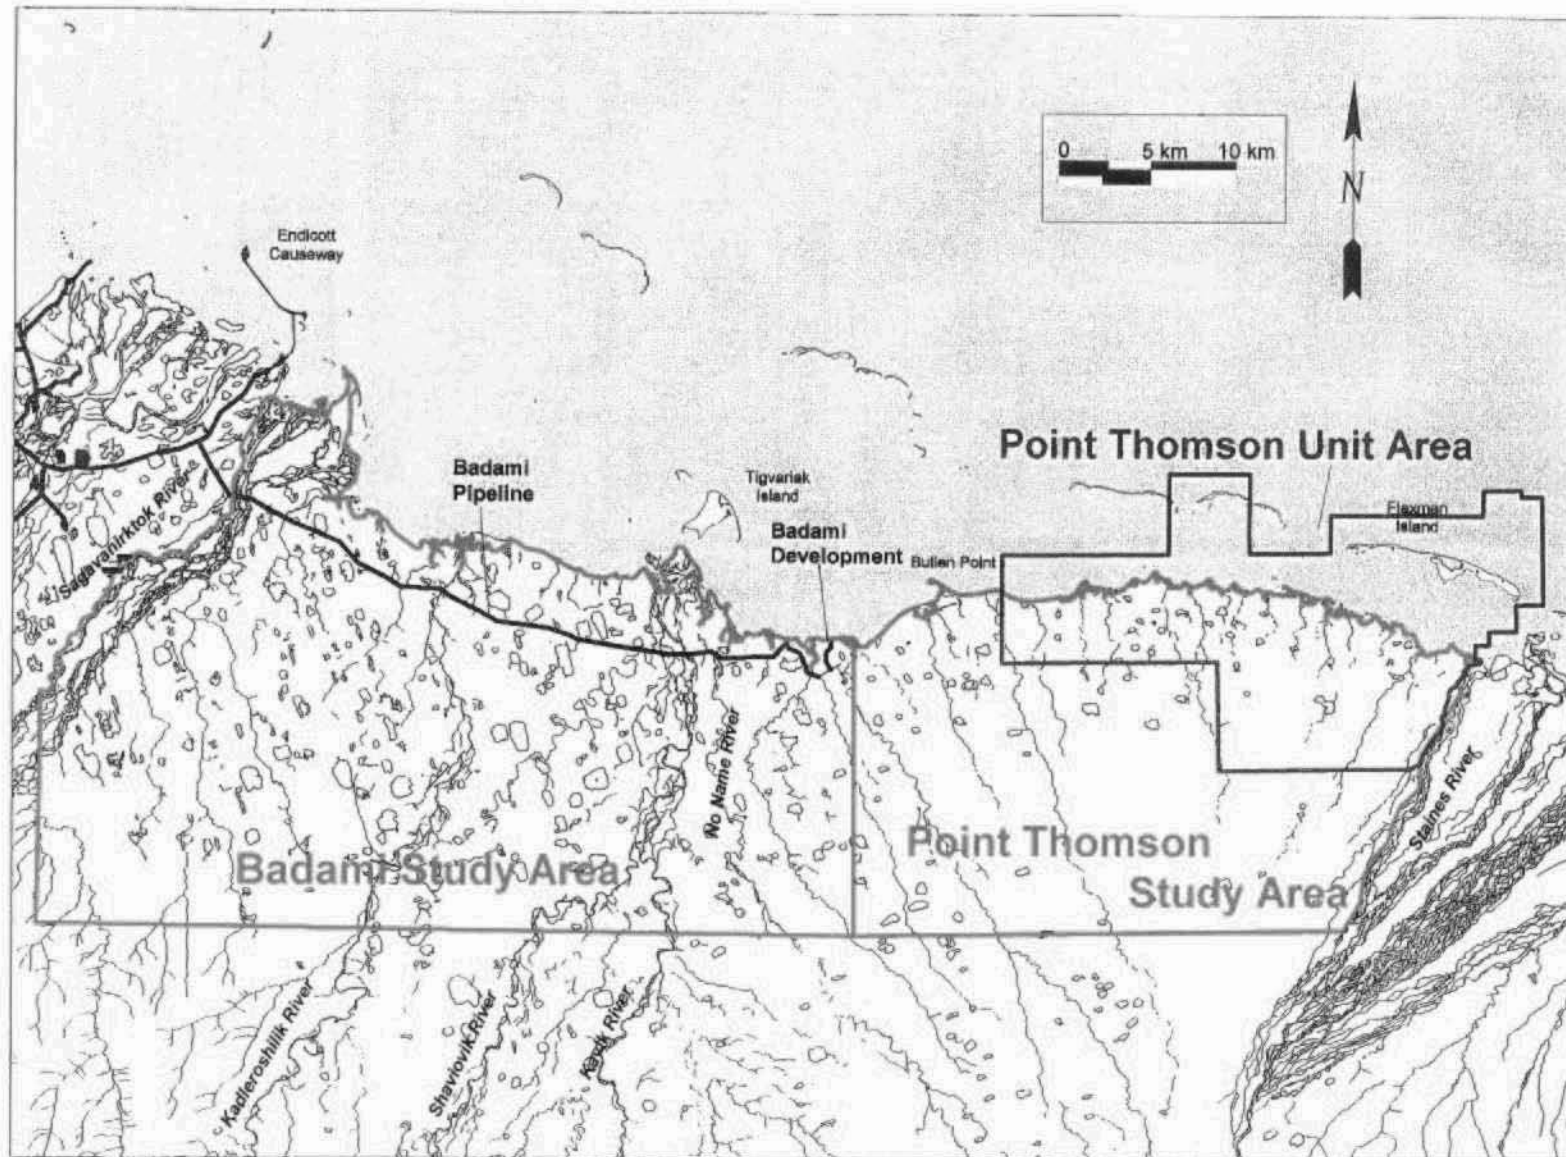 0 5 km 10 km
N
Endicott
Causeway
Point Thomson Unit Area
Badami
Pipeline
Tigvariak
Island
Flaxman
Island
Badami
Development
Bullen Point
Sagavanirktok River
No Name River
Staines River
Badami Study Area
Point Thomson
Study Area
Kadleroshilik River
Shaviovik River
Kavik River